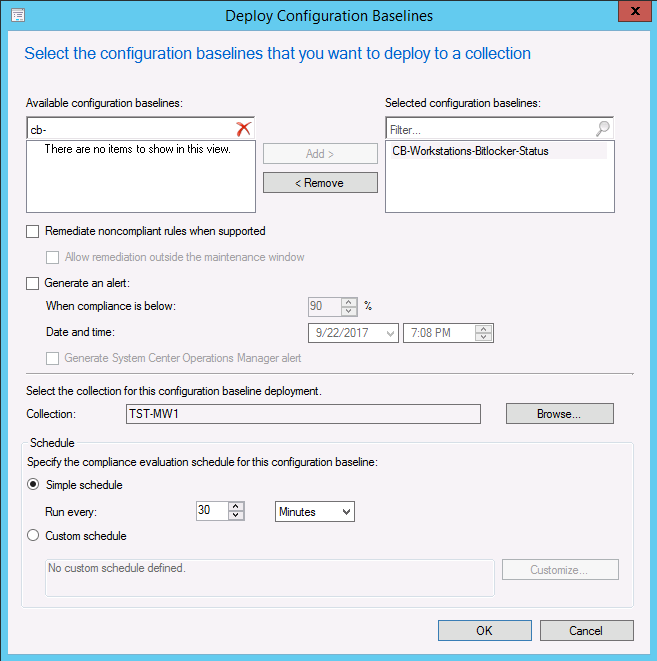 Deploy Configuration Baselines
x
Select the configuration baselines that you want to deploy to a collection
Available configuration baselines:
Selected configuration baselines:
cb-
Filter...
There are no items to show in this view.
Add >
CB-Workstations-Bitlocker-Status
< Remove
Remediate noncompliant rules when supported
Allow remediation outside the maintenance window
Generate an alert:
When compliance is below:
90
%
Date and time:
9/22/2017
7:08 PM
Generate System Center Operations Manager alert
Select the collection for this configuration baseline deployment.
Collection:
TST-MW1
Browse...
Schedule
Specify the compliance evaluation schedule for this configuration baseline:
Simple schedule
Run every:
30
Minutes
Custom schedule
No custom schedule defined.
Customize...
OK
Cancel